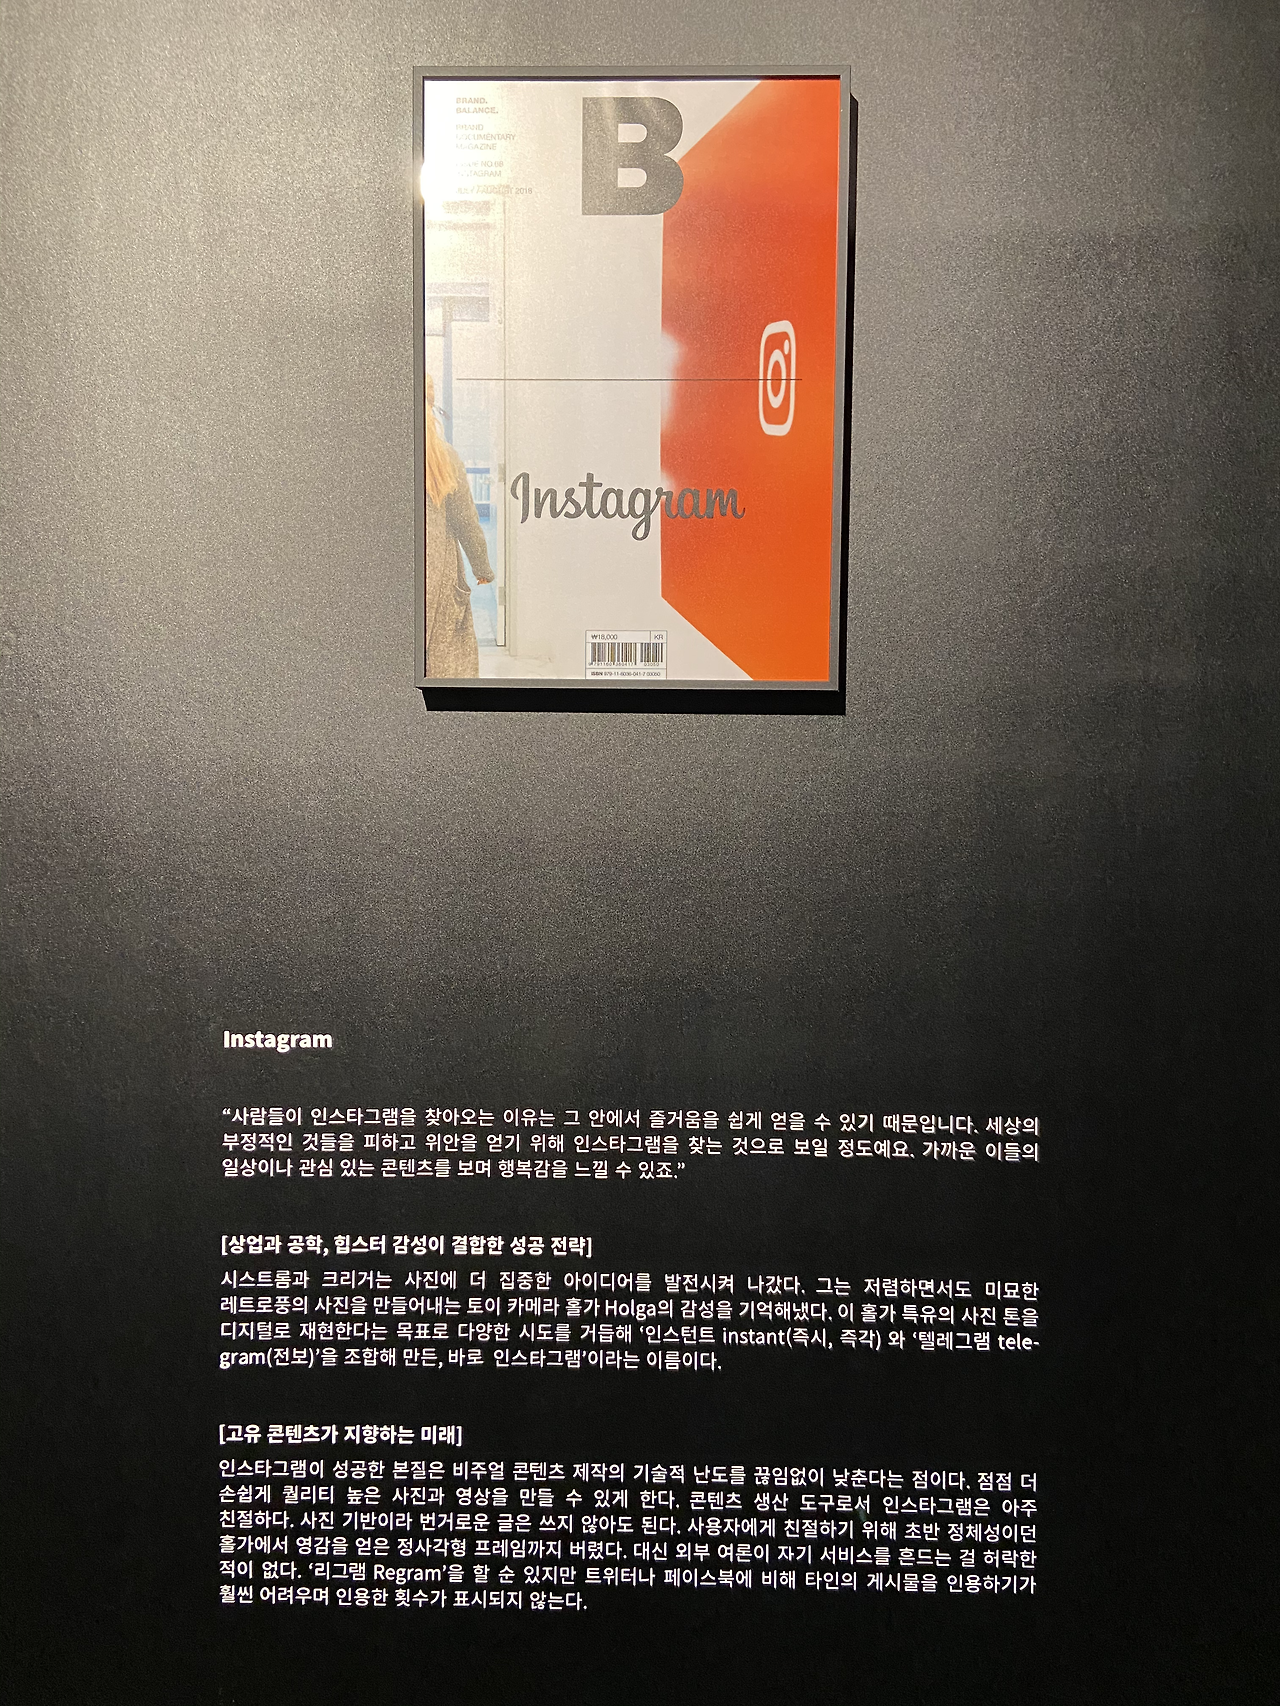 BRAND.
BALANCE.
BRAND
DOCUMENTARY
MAGAZINE
NO.68
INSTAGRAM
2018
B
Instagram
₩18,000 KR
ISBN 979-11-6036-041-7 03050
Instagram
“사람들이 인스타그램을 찾아오는 이유는 그 안에서 즐거움을 쉽게 얻을 수 있기 때문입니다. 세상의
부정적인 것들을 피하고 위안을 얻기 위해 인스타그램을 찾는 것으로 보일 정도예요. 가까운 이들의
일상이나 관심 있는 콘텐츠를 보며 행복감을 느낄 수 있죠.”
[상업과 공학, 힙스터 감성이 결합한 성공 전략]
시스트롬과 크리거는 사진에 더 집중한 아이디어를 발전시켜 나갔다. 그는 저렴하면서도 미묘한
레트로풍의 사진을 만들어내는 토이 카메라 홀가 Holga의 감성을 기억해냈다. 이 홀가 특유의 사진 톤을
디지털로 재현한다는 목표로 다양한 시도를 거듭해 ‘인스턴트 instant(즉시, 즉각) 와 ‘텔레그램 tele-
gram(전보)’을 조합해 만든, 바로 인스타그램’이라는 이름이다.
[고유 콘텐츠가 지향하는 미래]
인스타그램이 성공한 본질은 비주얼 콘텐츠 제작의 기술적 난도를 끊임없이 낮춘다는 점이다. 점점 더
손쉽게 퀄리티 높은 사진과 영상을 만들 수 있게 한다. 콘텐츠 생산 도구로서 인스타그램은 아주
친절하다. 사진 기반이라 번거로운 글은 쓰지 않아도 된다. 사용자에게 친절하기 위해 초반 정체성이던
홀가에서 영감을 얻은 정사각형 프레임까지 버렸다. 대신 외부 여론이 자기 서비스를 흔드는 걸 허락한
적이 없다. ‘리그램 Regram’을 할 순 있지만 트위터나 페이스북에 비해 타인의 게시물을 인용하기가
훨씬 어려우며 인용한 횟수가 표시되지 않는다.